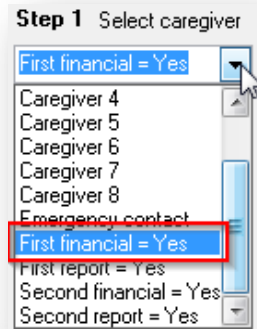 Step 1 Select caregiver
First financial = Yes
Caregiver 4
Caregiver 5
Caregiver 6
Caregiver 7
Caregiver 8
Emergency contact
First financial = Yes
First report = Yes
Second financial = Yes
Second report = Yes